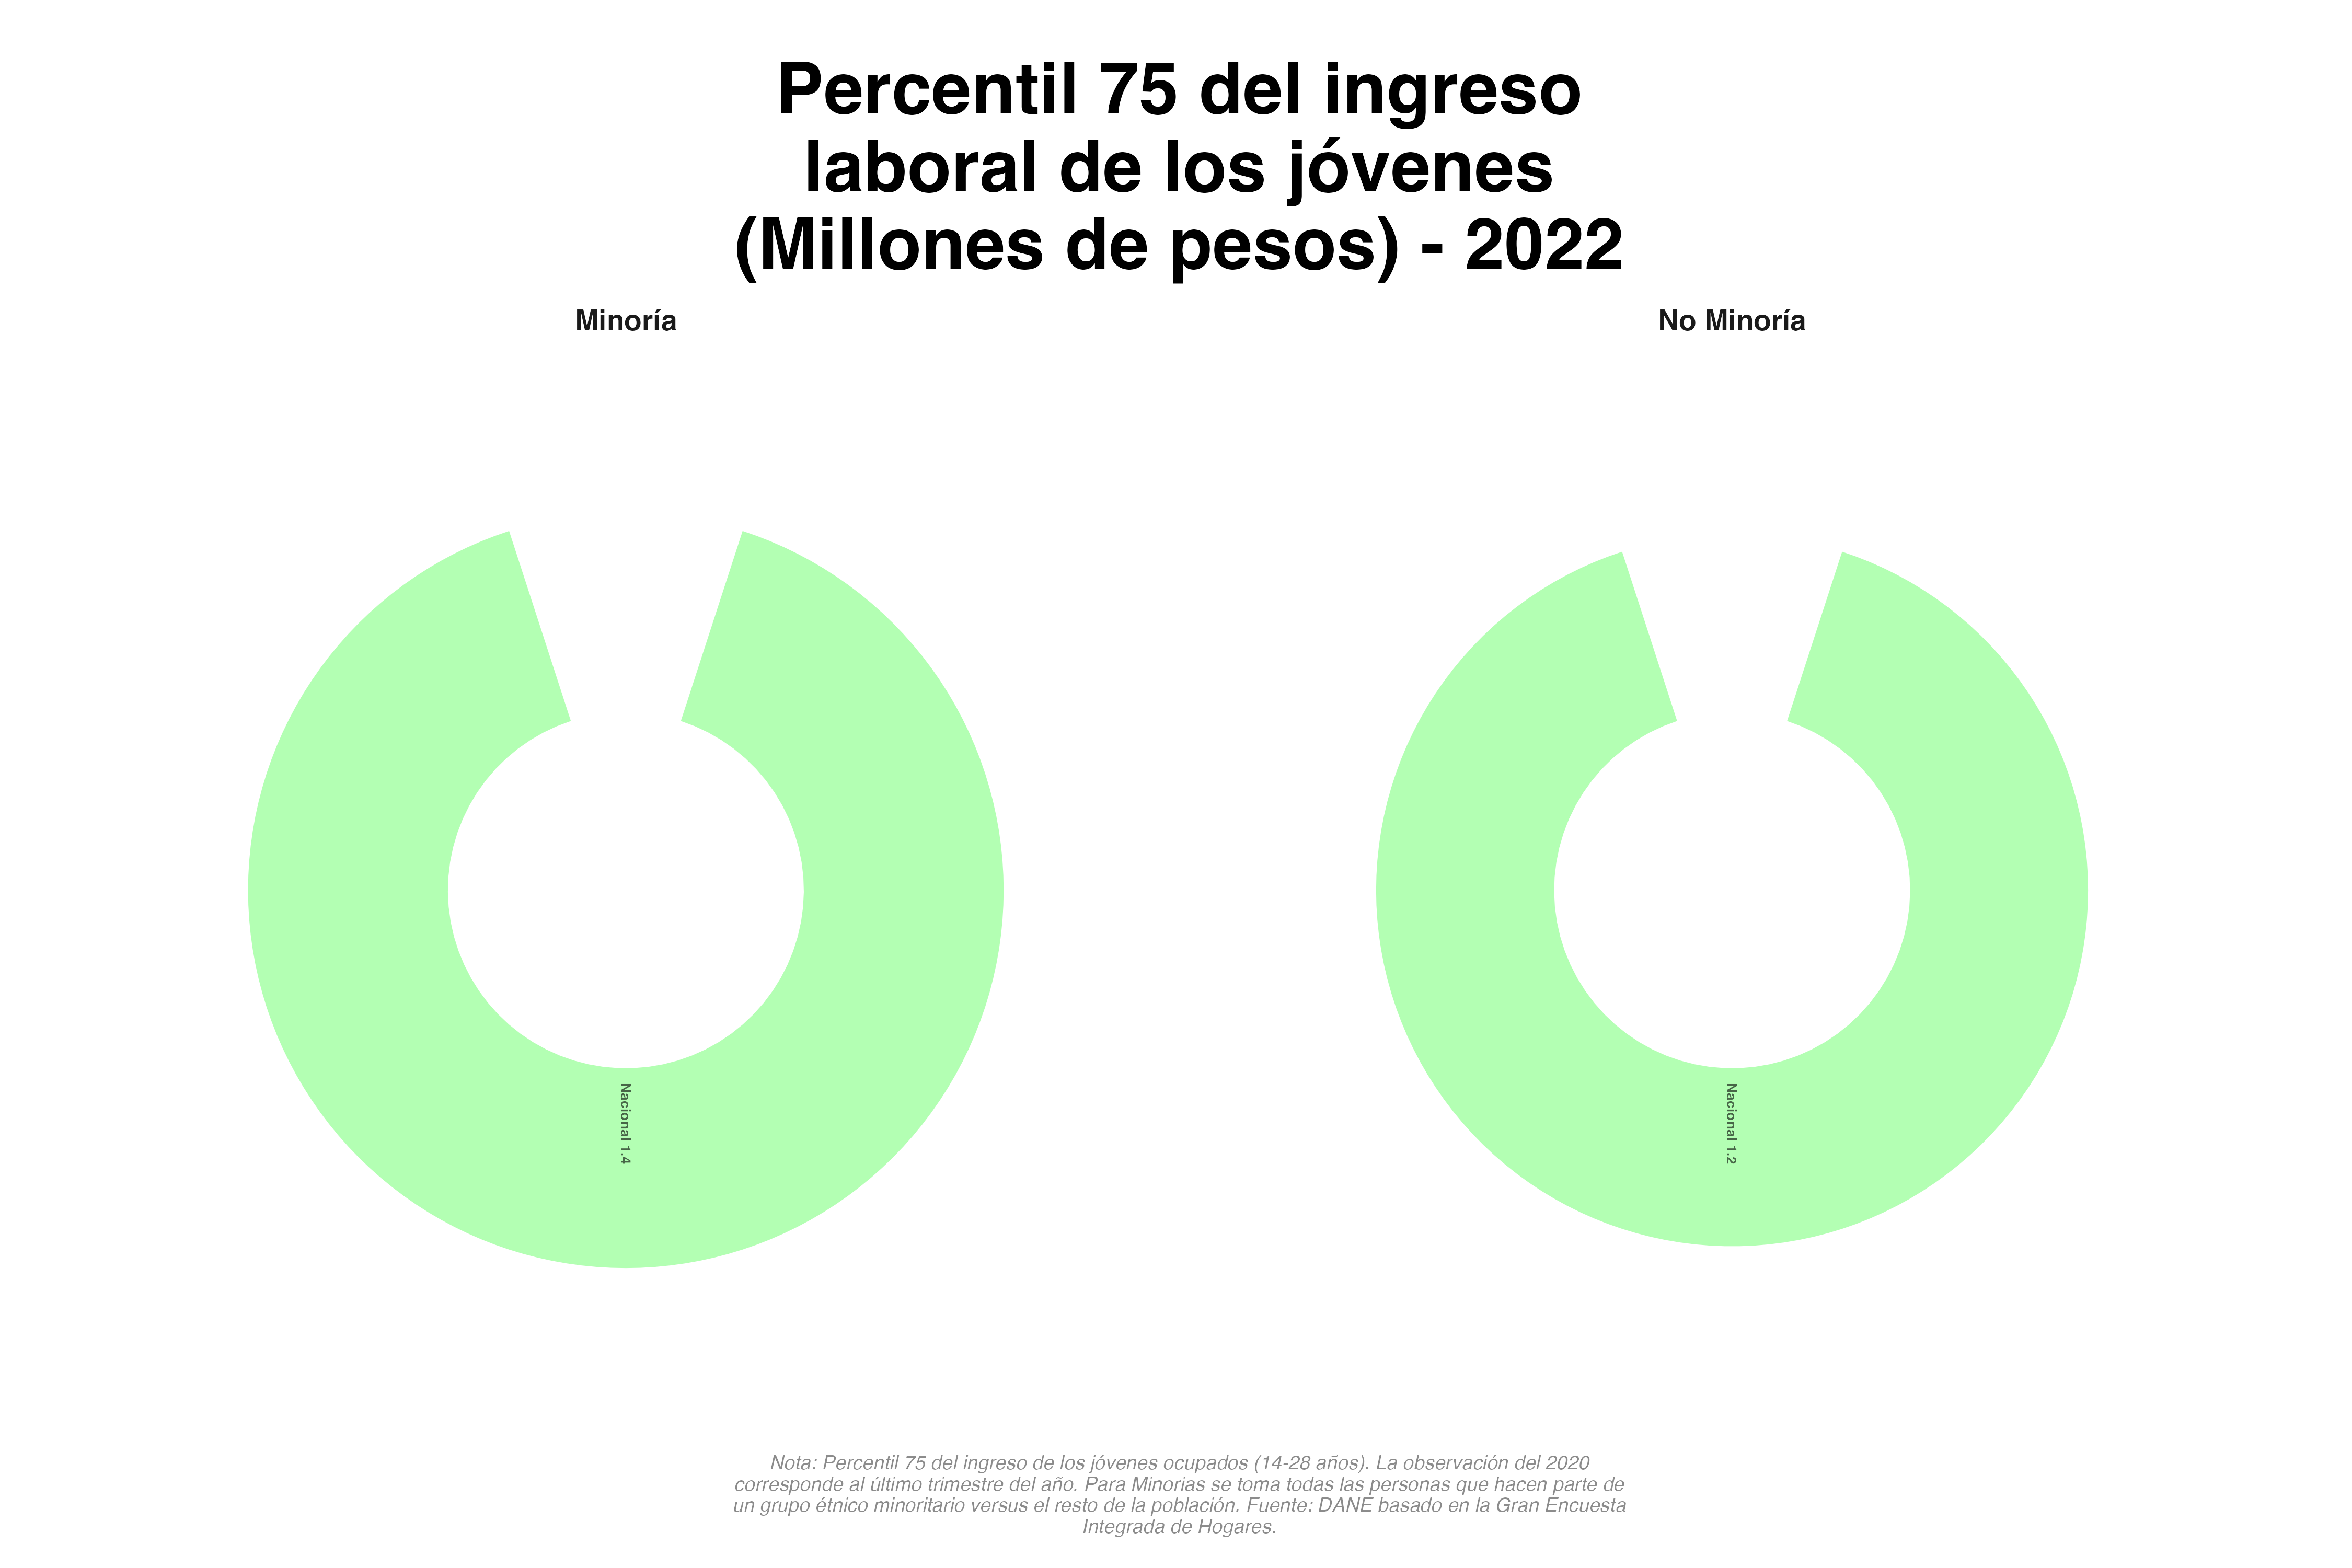 Percentil 75 del ingreso
laboral de los jóvenes
(Millones de pesos) - 2022
Minoría
No Minoría
Nacional 1.4
Nacional 1.2
Nota: Percentil 75 del ingreso de los jóvenes ocupados (14-28 años). La observación del 2020
corresponde al último trimestre del año. Para Minorias se toma todas las personas que hacen parte de
un grupo étnico minoritario versus el resto de la población. Fuente: DANE basado en la Gran Encuesta
Integrada de Hogares.